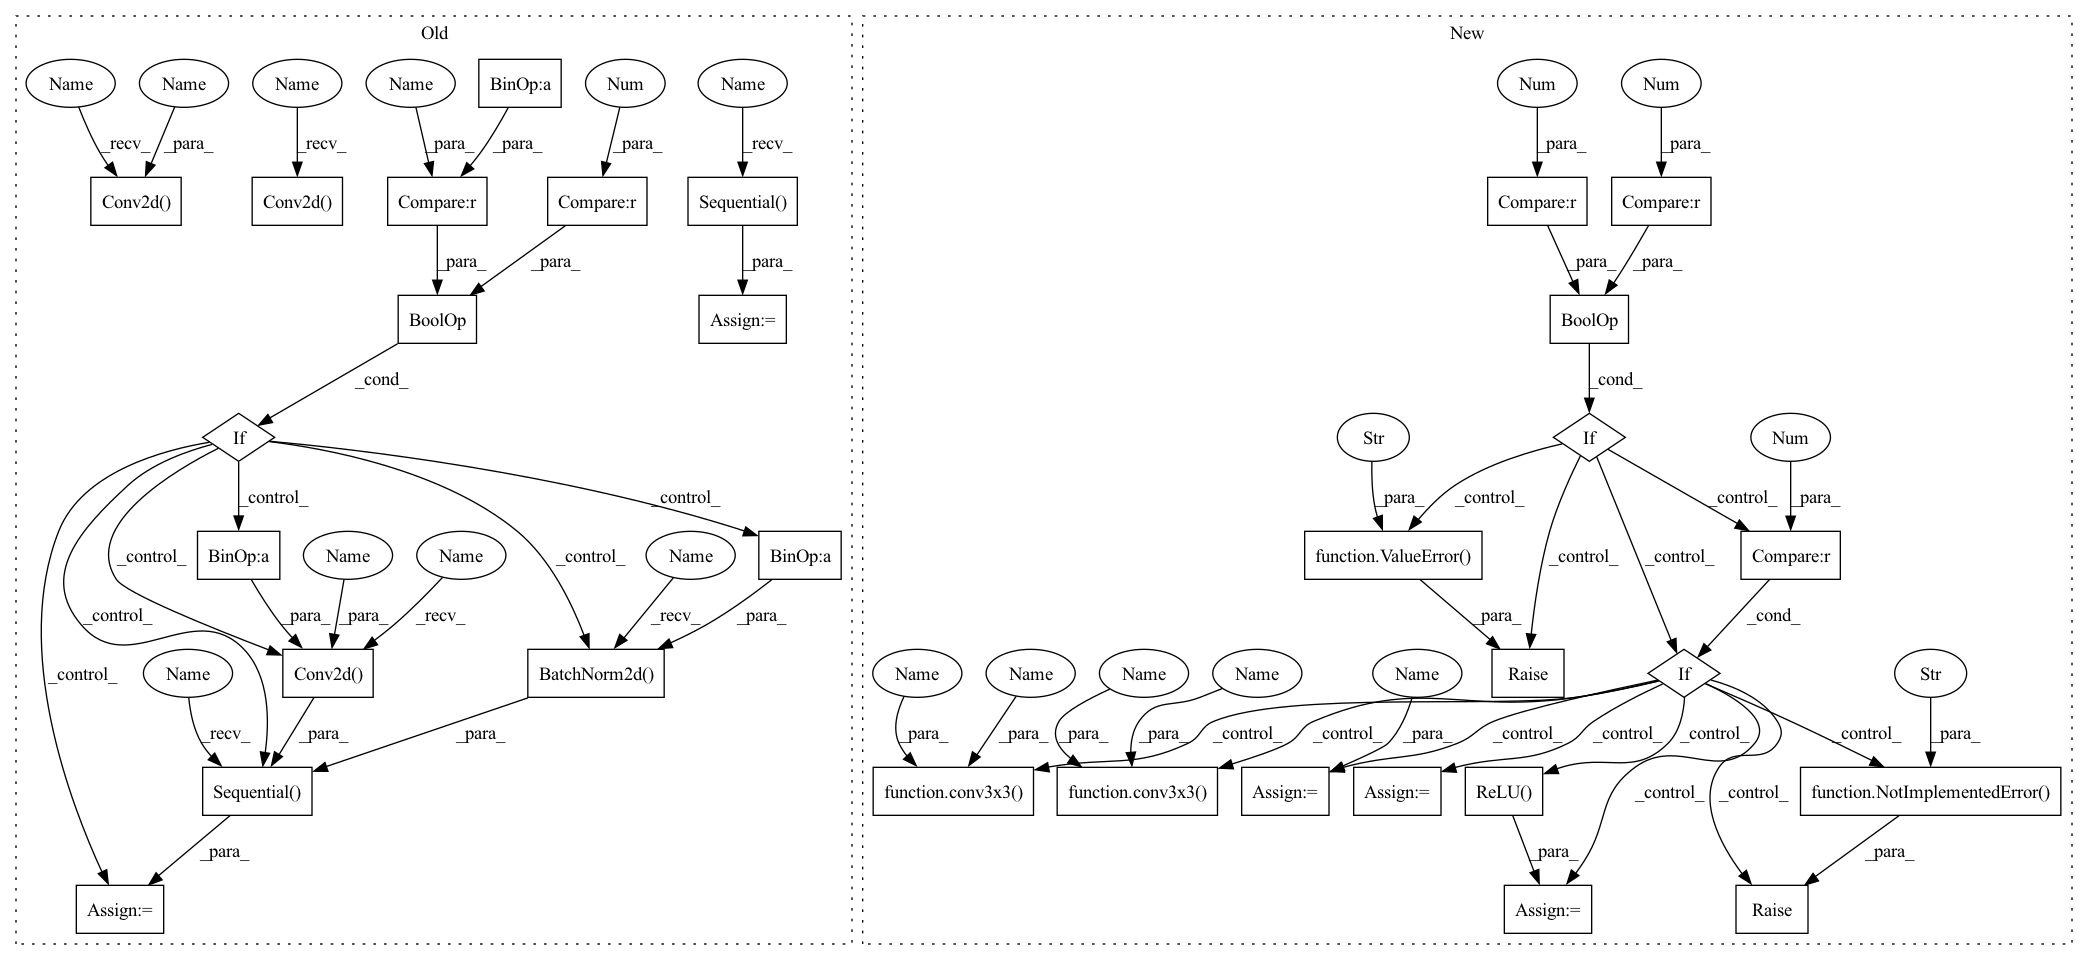 Old
New
Name
Name
Name
Name
BinOp:a
Num
Name
Num
Num
_recv_
_para_
_recv_
_para_
_para_
_para_
_recv_
_para_
_para_
Conv2d()
Conv2d()
Compare:r
Compare:r
Sequential()
Compare:r
Compare:r
_para_
_para_
_para_
_para_
_para_
BoolOp
Assign:=
BoolOp
_cond_
_cond_
If
Str
If
Num
_control_
_control_
_para_
_control_
_control_
_para_
BinOp:a
Name
Name
Name
BinOp:a
function.ValueError()
Compare:r
_control_
_control_
_control_
_control_
_para_
_para_
_recv_
_control_
_recv_
_para_
_para_
_control_
_control_
_cond_
Name
Conv2d()
BatchNorm2d()
Name
Name
Name
Name
Name
Raise
If
Str
_recv_
_para_
_para_
_para_
_para_
_control_
_para_
_para_
_control_
_para_
_control_
_control_
_control_
_control_
_para_
Sequential()
function.conv3x3()
function.conv3x3()
Assign:=
Assign:=
ReLU()
function.NotImplementedError()
_para_
_para_
_control_
_control_
_para_
Assign:=
Assign:=
Raise